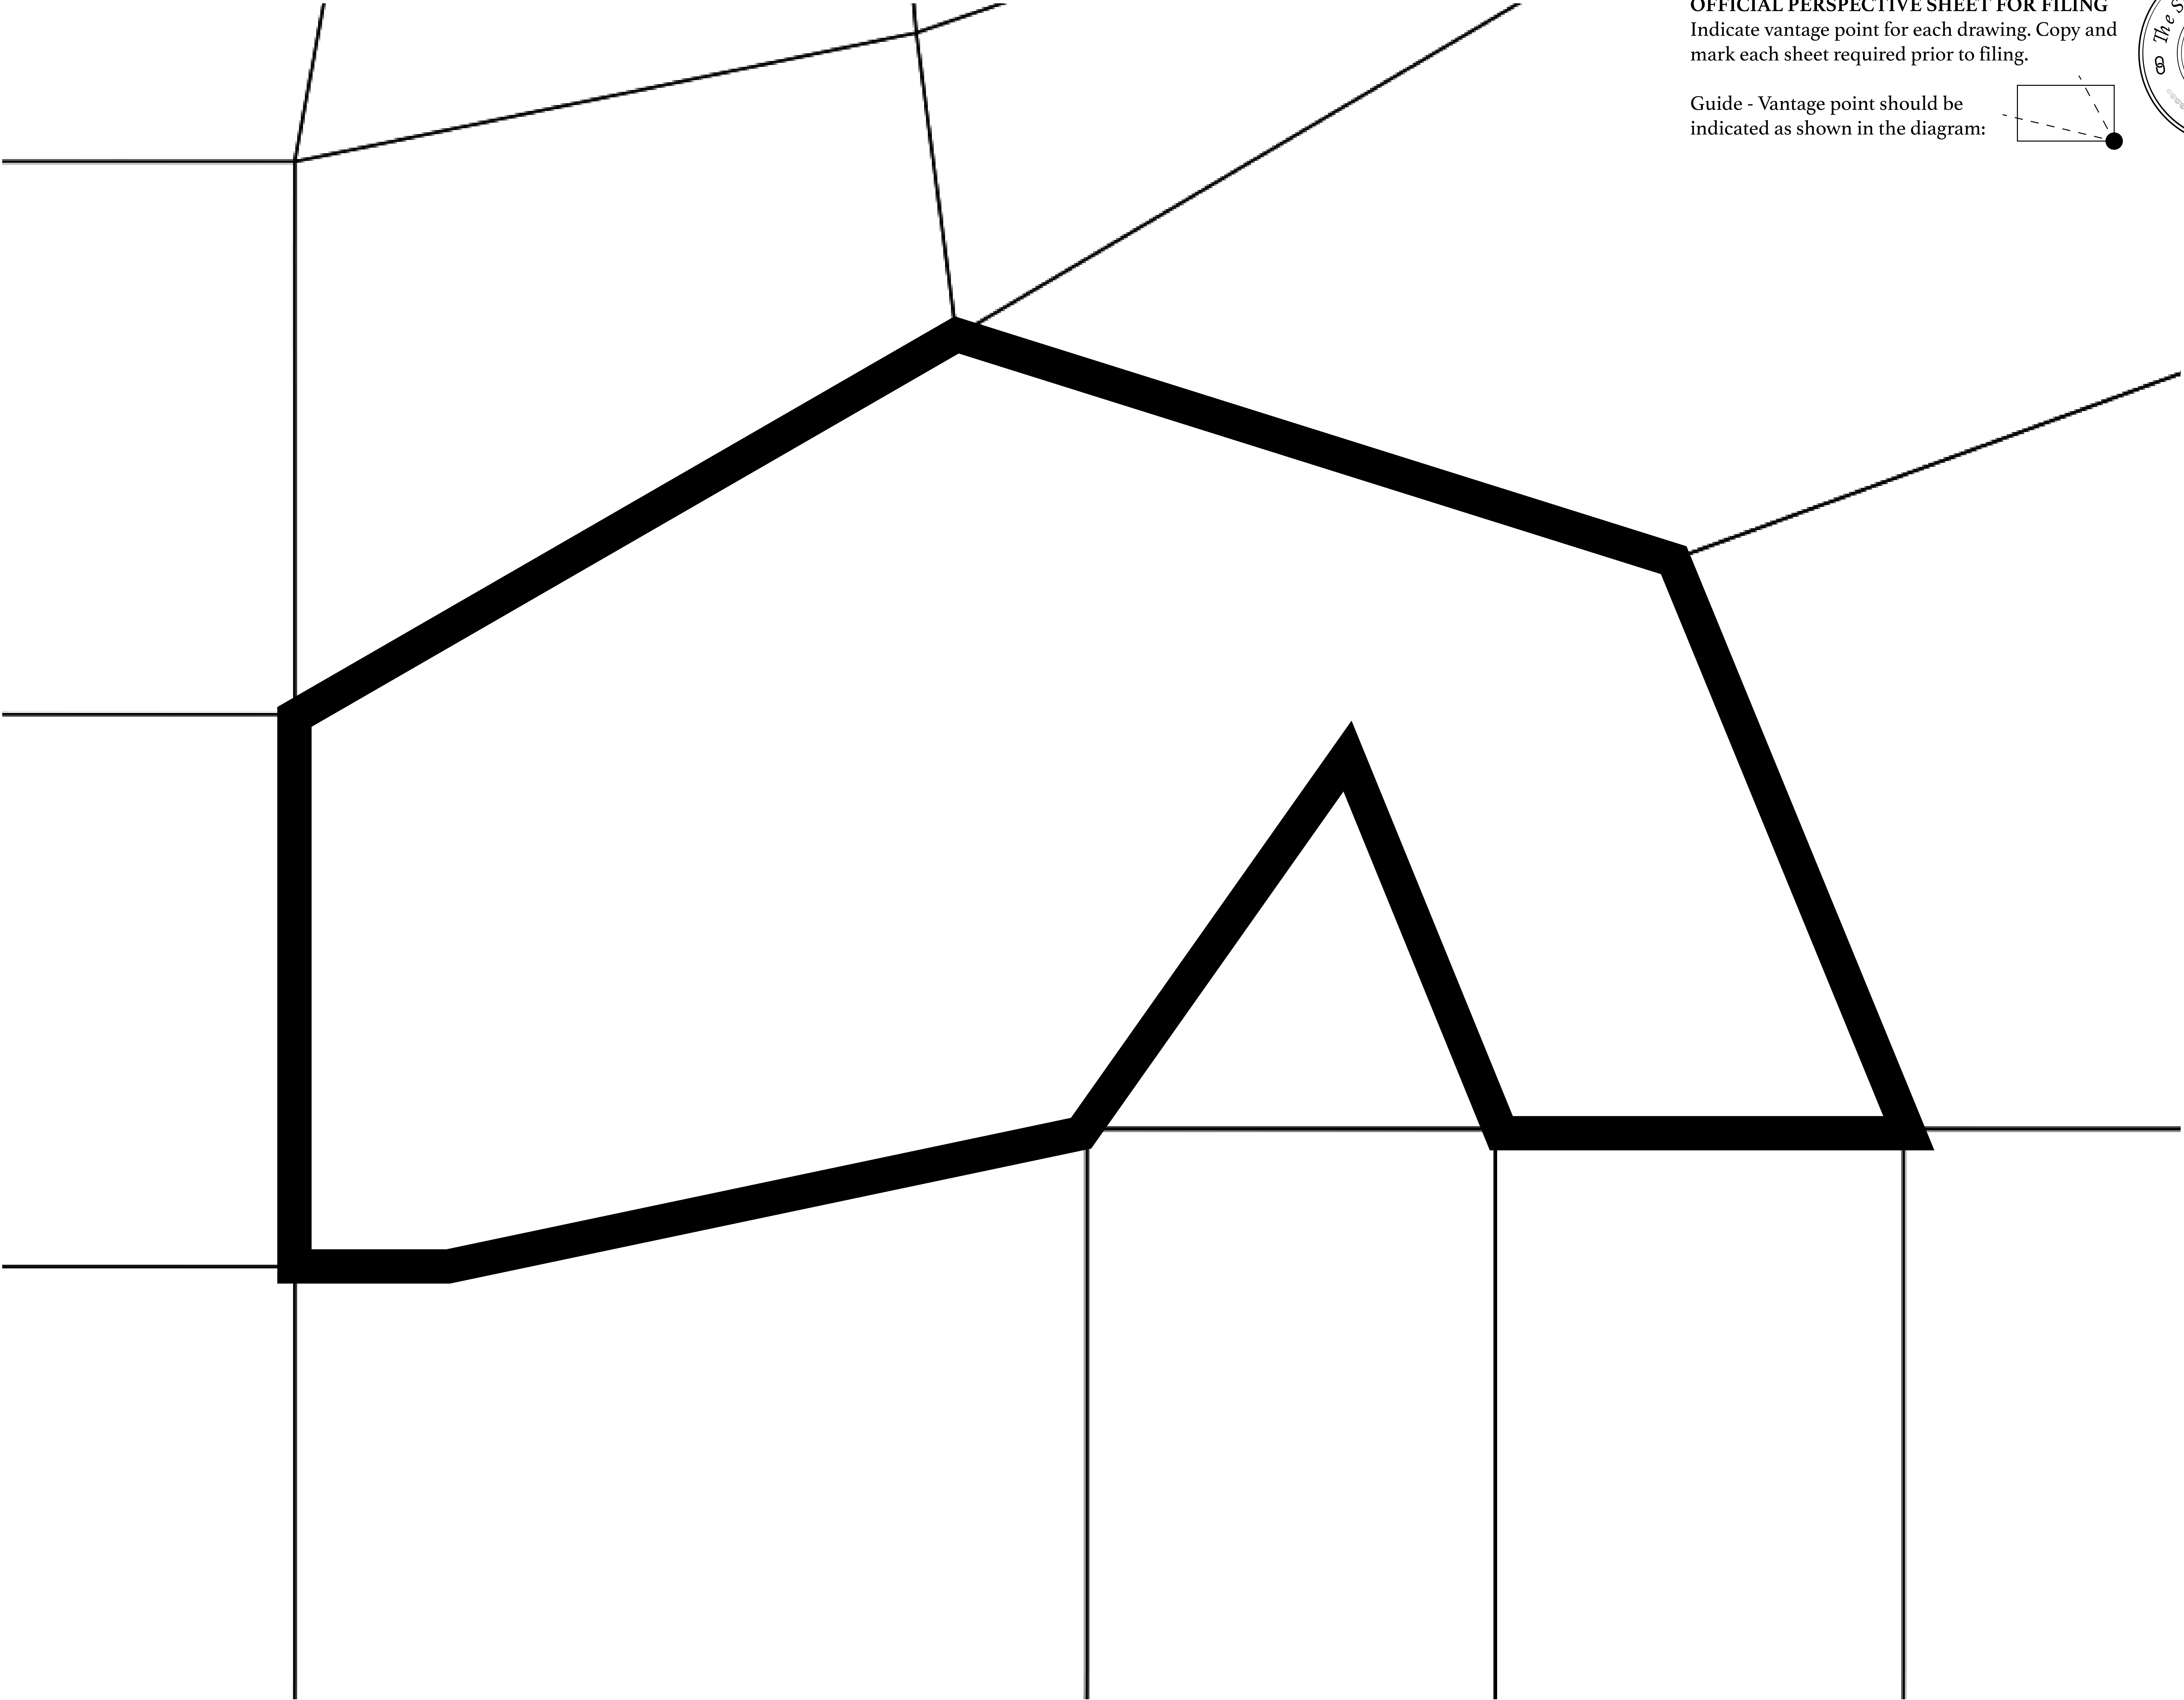 OFFICIAL PERSPECTIVE SHEET FOR FILING
Indicate vantage point for each drawing. Copy and
mark each sheet required prior to filing.
Guide - Vantage point should be
indicated as shown in the diagram:
The